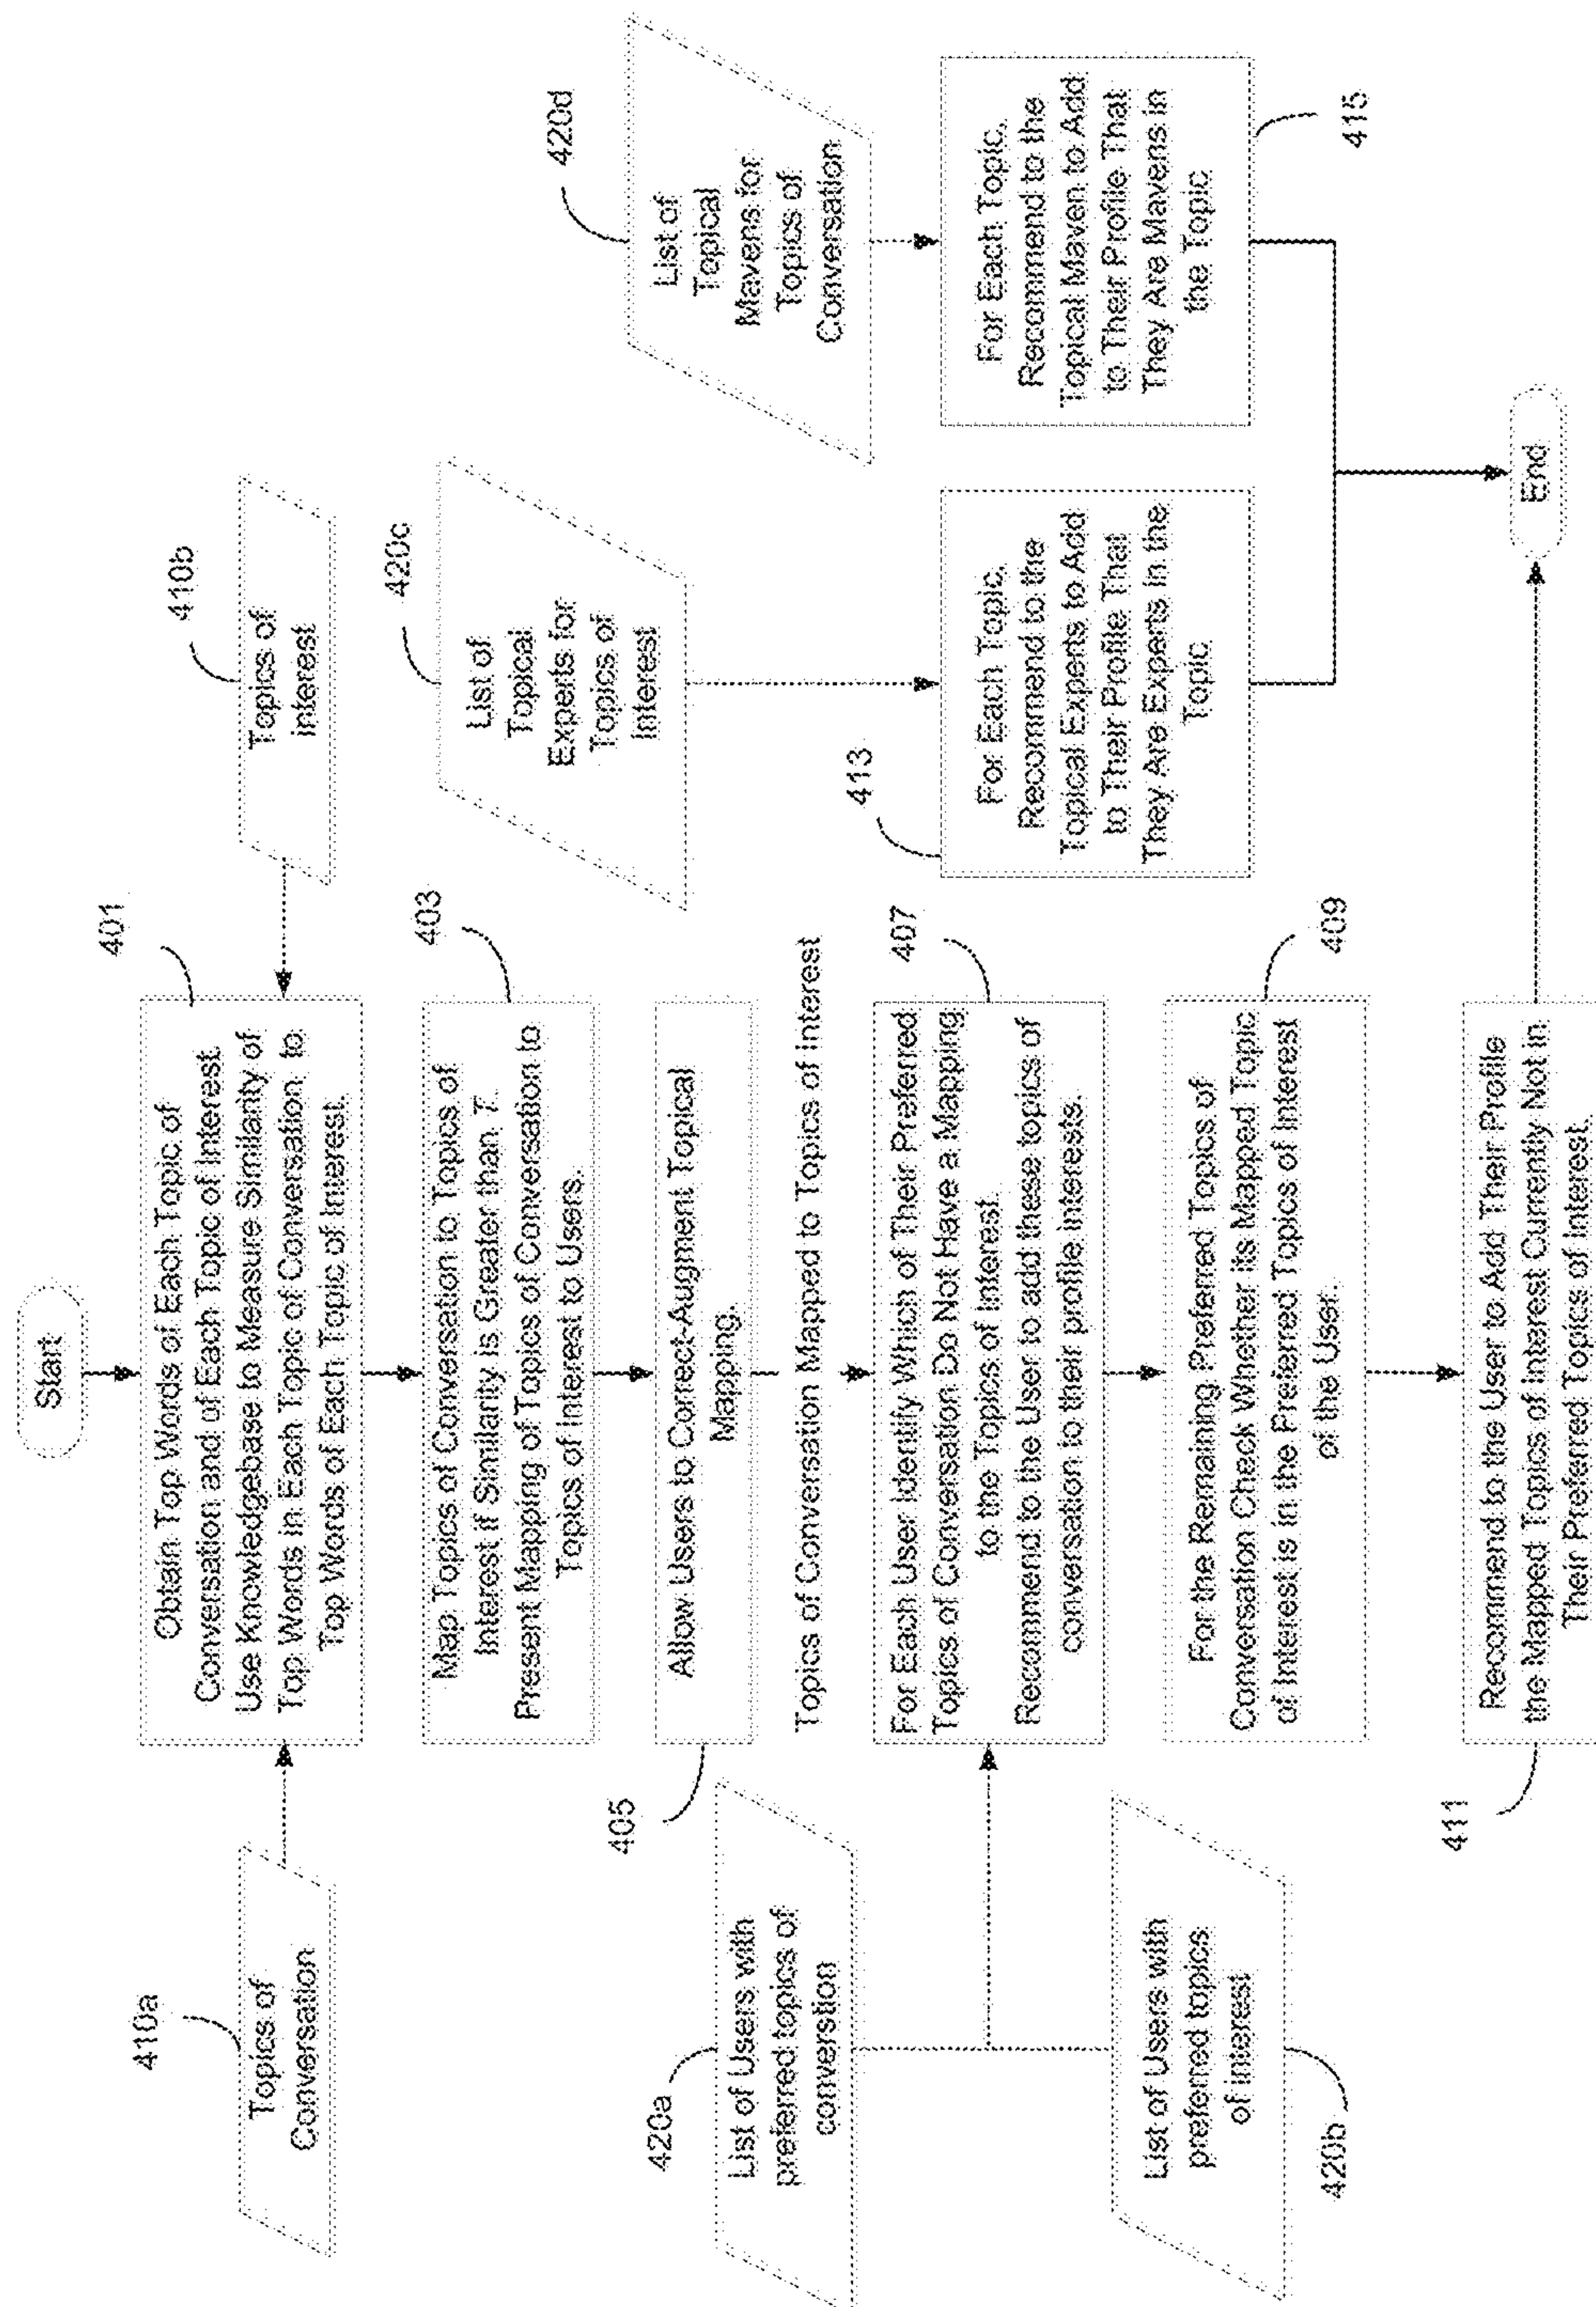 Start
410a
Topics of
Conversation
401
Obtain Top Words of Each Topic of
Conversation and of Each Topic of Interest.
Use Knowledgebase to Measure Similarity of
Top Words in Each Topic of Conversation to
Top Words of Each Topic of Interest.
410b
Topics of
Interest
403
Map Topics of Conversation to Topics of
Interest if Similarity is Greater than T.
Present Mapping of Topics of Conversation to
Topics of Interest to Users.
405
Allow Users to Correct-Augment Topical
Mapping.
Topics of Conversation Mapped to Topics of Interest
420a
List of Users with
preferred topics of
converstion
407
For Each User Identify Which of Their Preferred
Topics of Conversation Do Not Have a Mapping
to the Topics of Interest.
Recommend to the User to add these topics of
conversation to their profile interests.
420b
List of Users with
preferred topics
of interest
409
For the Remaining Preferred Topics of
Conversation Check Whether its Mapped Topic
of Interest is in the Preferred Topics of Interest
of the User.
411
Recommend to the User to Add Their Profile
the Mapped Topics of Interest Currently Not in
Their Preferred Topics of Interest.
420c
List of
Topical
Experts for
Topics of
Interest
413
For Each Topic,
Recommend to the
Topical Experts to Add
to Their Profile That
They Are Experts in the
Topic
420d
List of
Topical
Mavens for
Topics of
Conversation
415
For Each Topic,
Recommend to the
Topical Maven to Add
to Their Profile That
They Are Mavens in
the Topic
End